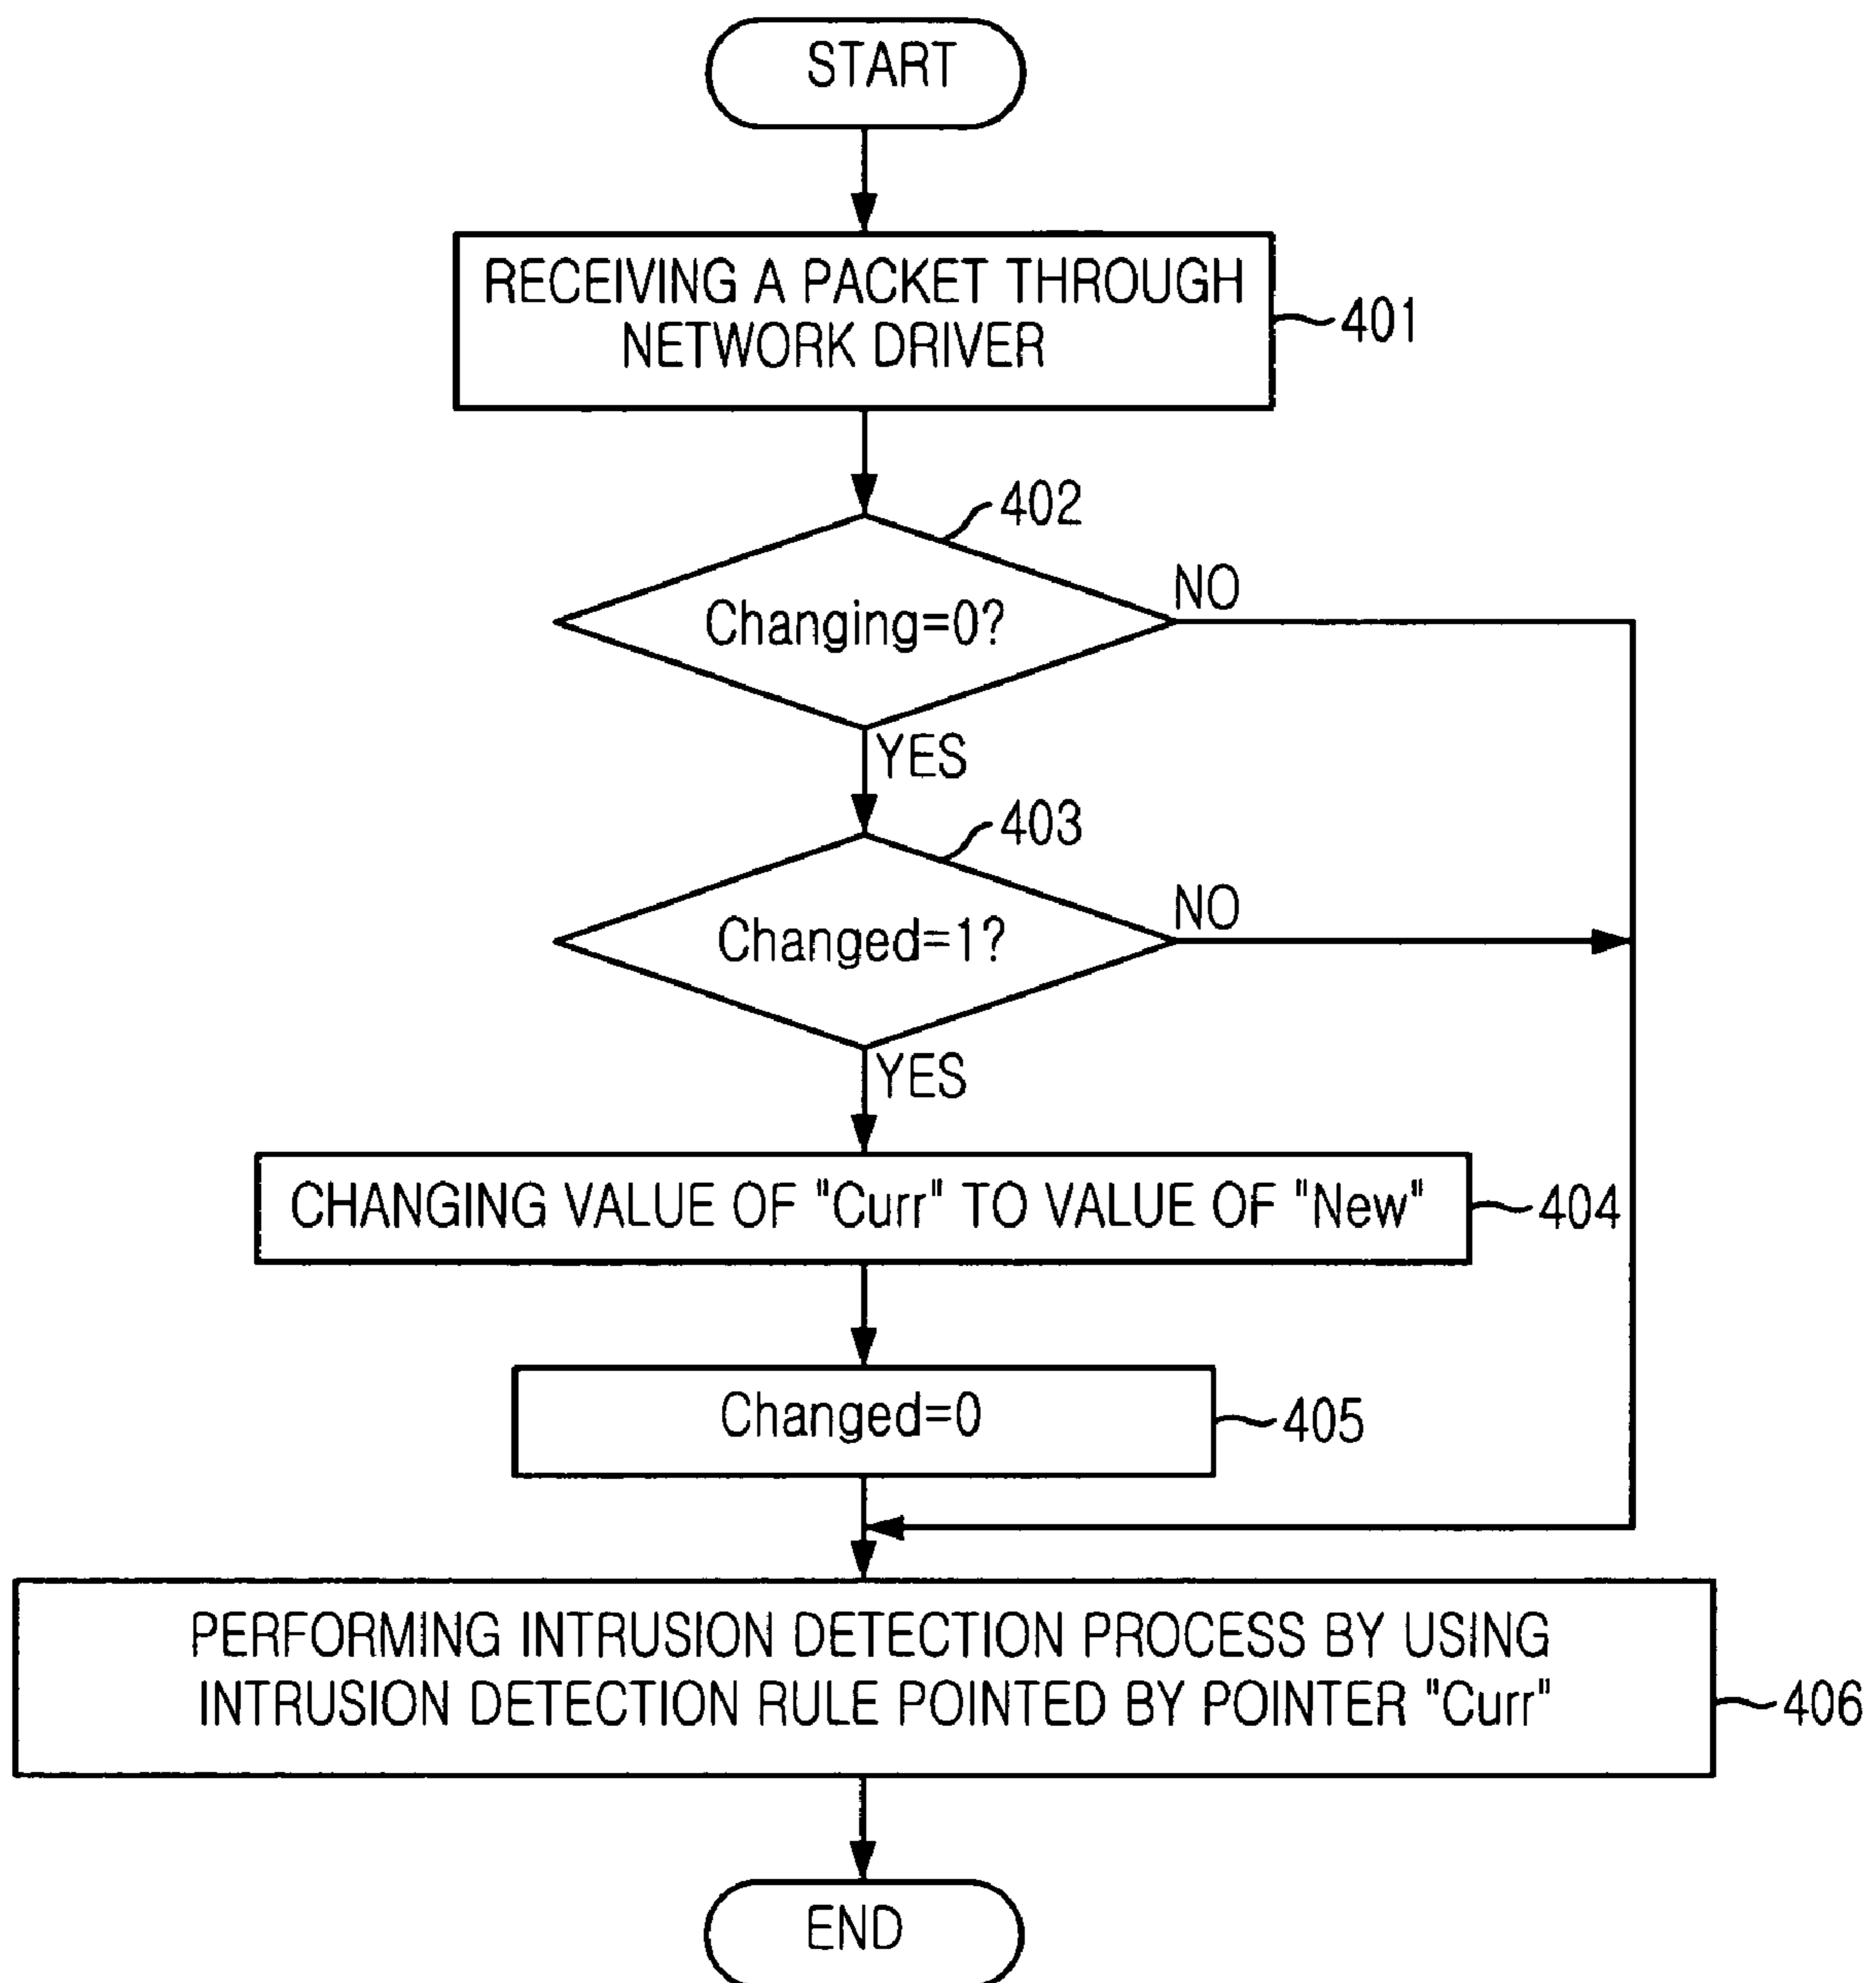 START
RECEIVING A PACKET THROUGH
NETWORK DRIVER
401
402
Changing=0?
NO
YES
403
Changed=1?
NO
YES
CHANGING VALUE OF "Curr" TO VALUE OF "New"
404
Changed=0
405
PERFORMING INTRUSION DETECTION PROCESS BY USING
INTRUSION DETECTION RULE POINTED BY POINTER "Curr"
406
END